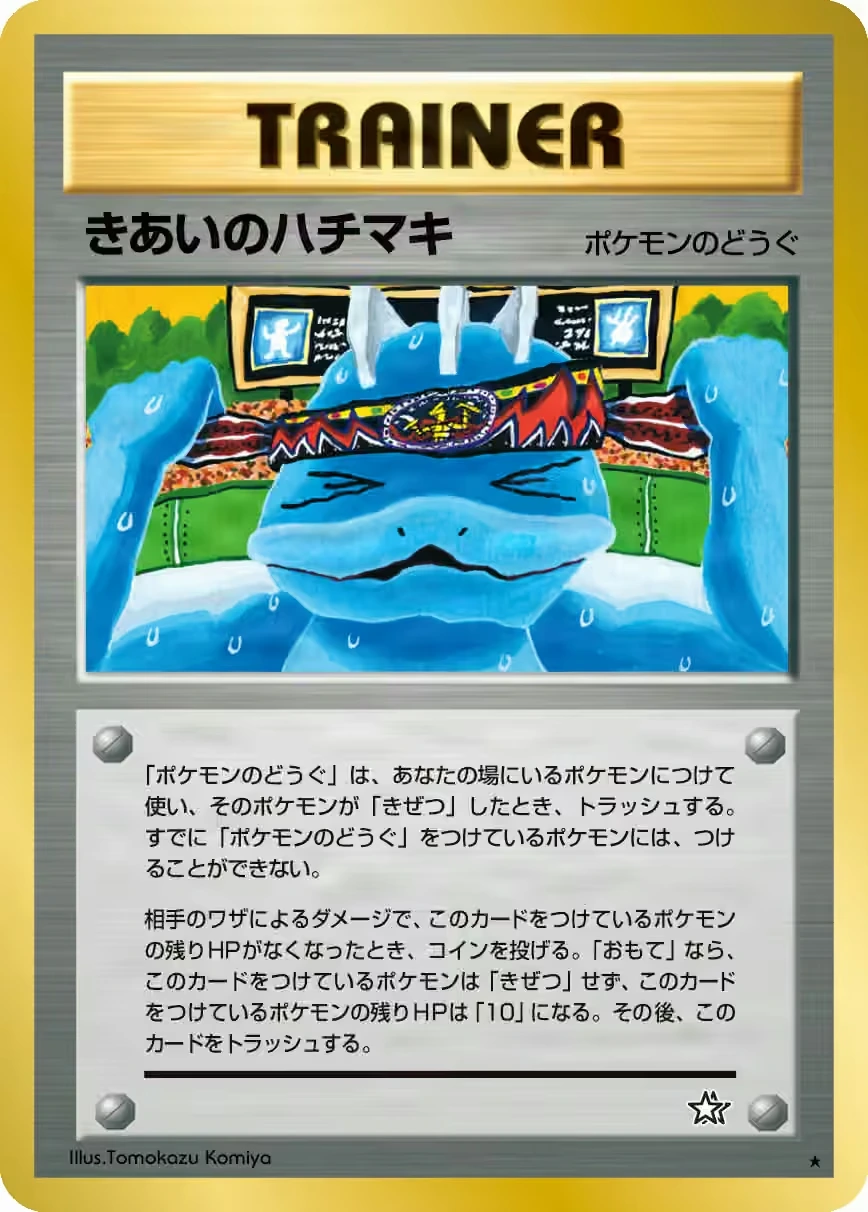 TRAINER
きあいのハチマキ
ポケモンのどうぐ
「ポケモンのどうぐ」は、あなたの場にいるポケモンにつけて
使い、そのポケモンが「きぜつ」したとき、トラッシュする。
すでに「ポケモンのどうぐ」をつけているポケモンには、つけ
ることができない。
相手のワザによるダメージで、このカードをつけているポケモン
の残りHPがなくなったとき、コインを投げる。「おもて」なら、
このカードをつけているポケモンは「きぜつ」せず、このカード
をつけているポケモンの残りHPは「10」になる。その後、この
カードをトラッシュする。
Illus.Tomokazu Komiya